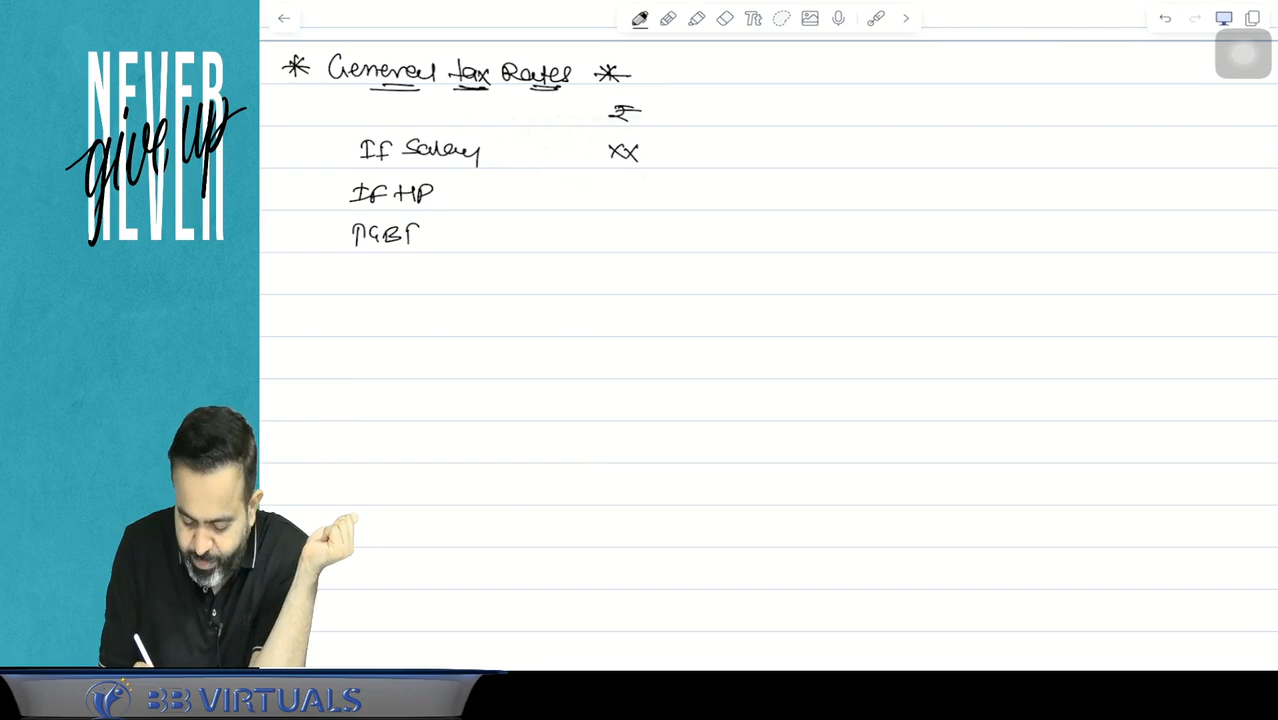 NEVER
give up
NEVER
* General Tax Rates *
₹
If Salary XX
IF HP
PGBP
BB VIRTUALS